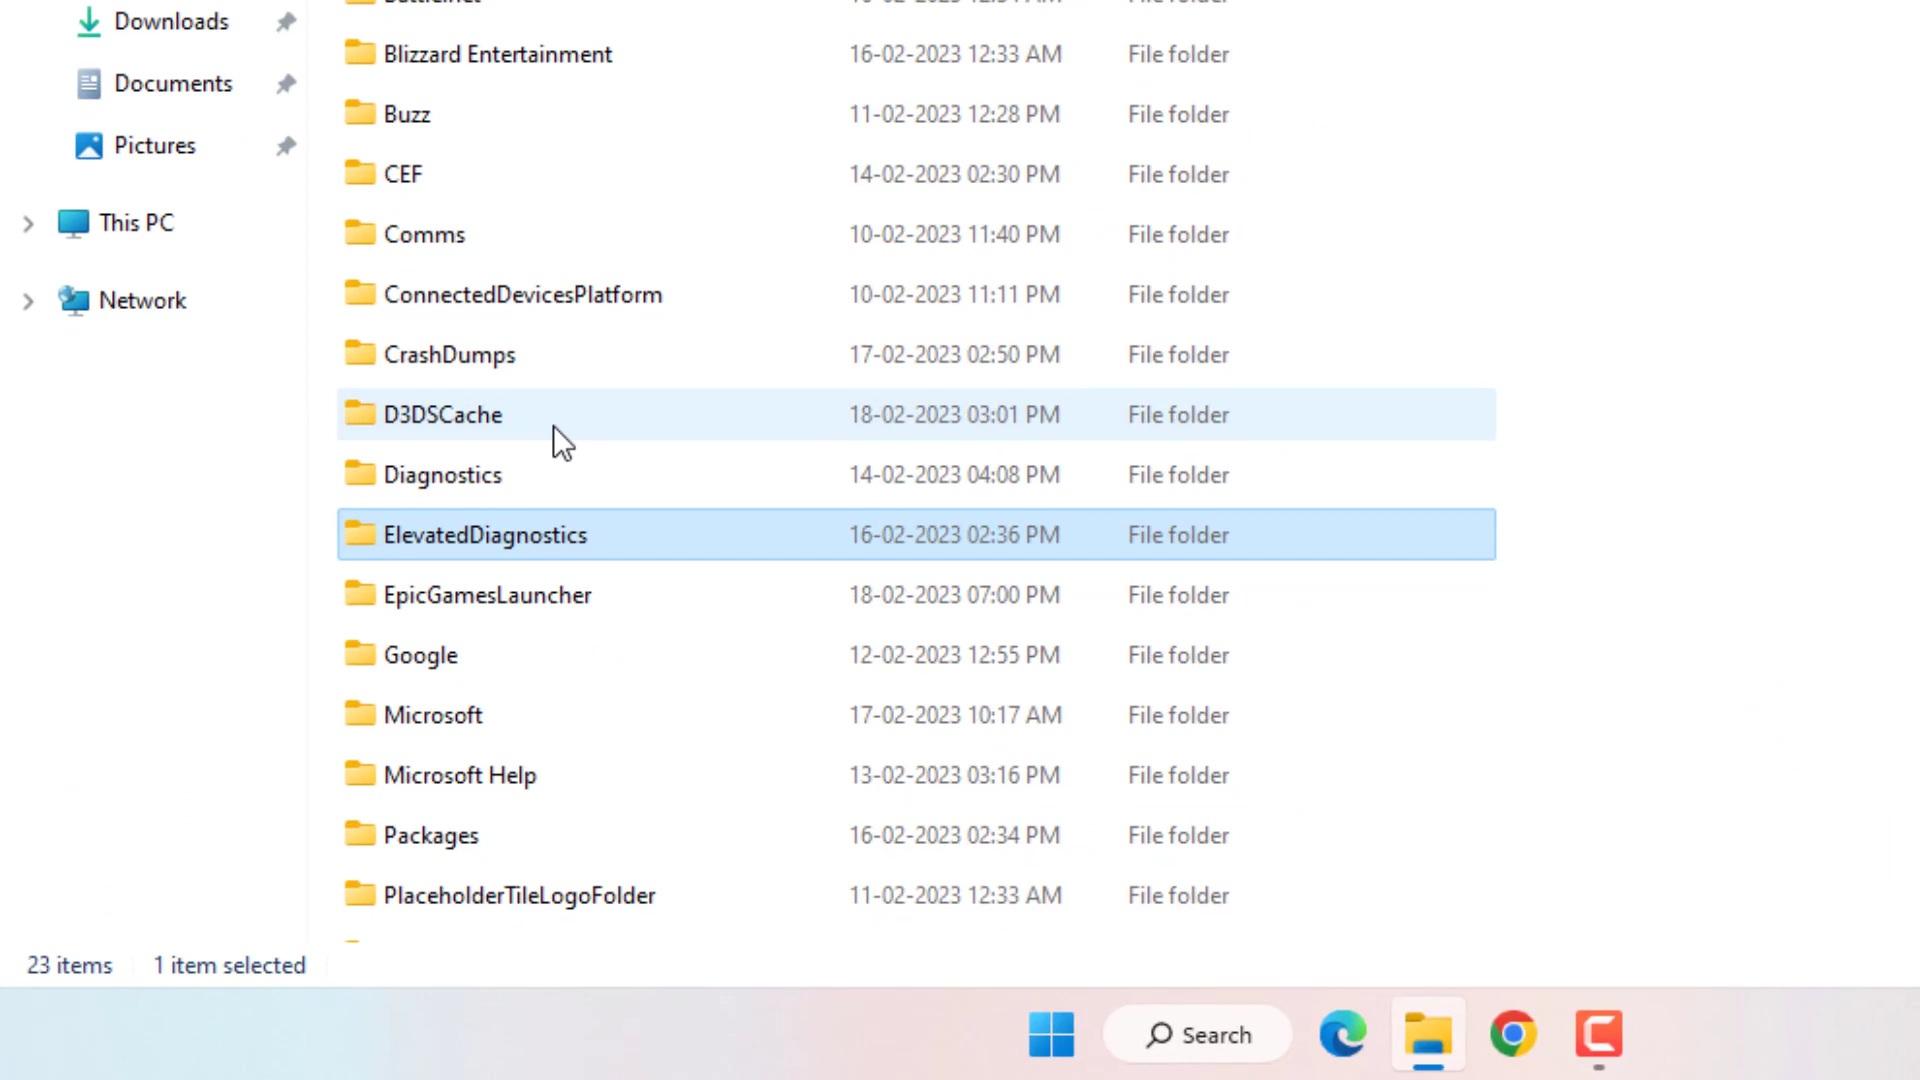 Downloads
Documents
Pictures
This PC
Network
Blizzard Entertainment 16-02-2023 12:33 AM File folder
Buzz 11-02-2023 12:28 PM File folder
CEF 14-02-2023 02:30 PM File folder
Comms 10-02-2023 11:40 PM File folder
ConnectedDevicesPlatform 10-02-2023 11:11 PM File folder
CrashDumps 17-02-2023 02:50 PM File folder
D3DSCache 18-02-2023 03:01 PM File folder
Diagnostics 14-02-2023 04:08 PM File folder
ElevatedDiagnostics 16-02-2023 02:36 PM File folder
EpicGamesLauncher 18-02-2023 07:00 PM File folder
Google 12-02-2023 12:55 PM File folder
Microsoft 17-02-2023 10:17 AM File folder
Microsoft Help 13-02-2023 03:16 PM File folder
Packages 16-02-2023 02:34 PM File folder
PlaceholderTileLogoFolder 11-02-2023 12:33 AM File folder
23 items 1 item selected
Search